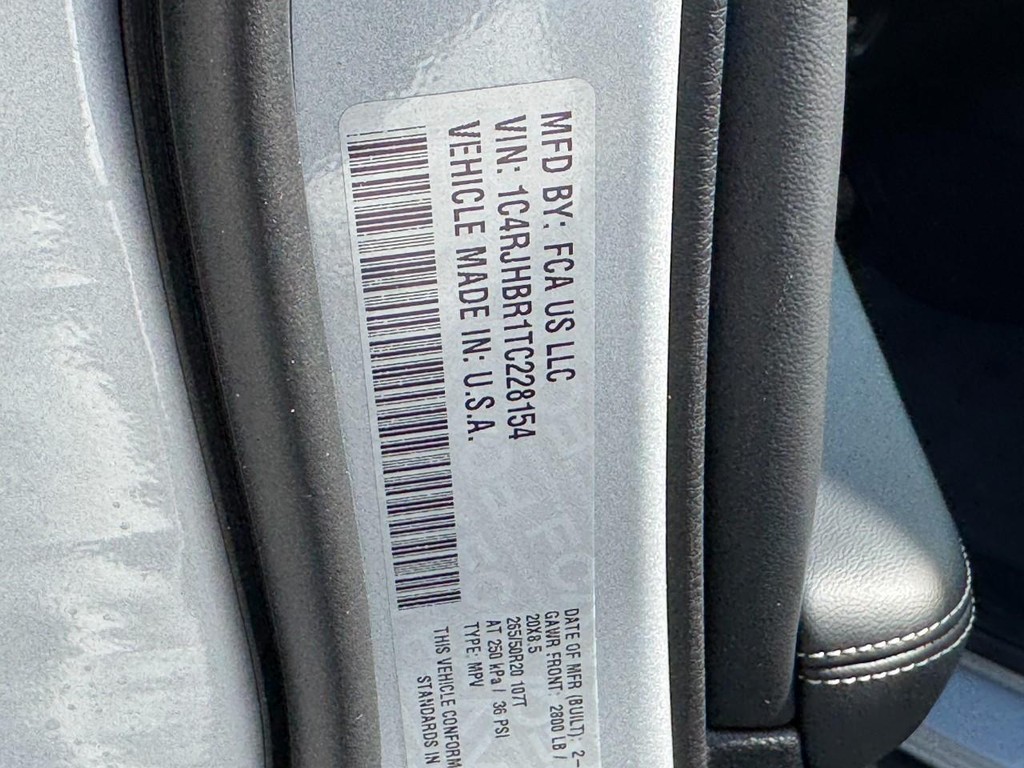 MFD BY: FCA US LLC
VIN: 1C4RJHBR1TC228154
VEHICLE MADE IN: U.S.A.
DATE OF MFR (BUILT): 2-
GAWR FRONT: 2800 LB /
20X8.5
265/50R20 107T
AT 250 kPa / 36 PSI
TYPE: MPV
THIS VEHICLE CONFORM
STANDARDS IN